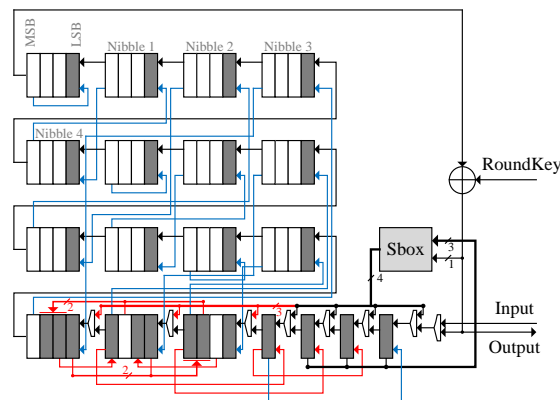 MSB
LSB
Nibble 1
Nibble 2
Nibble 3
Nibble 4
RoundKey
Sbox
3
1
4
2
3
Input
Output
2